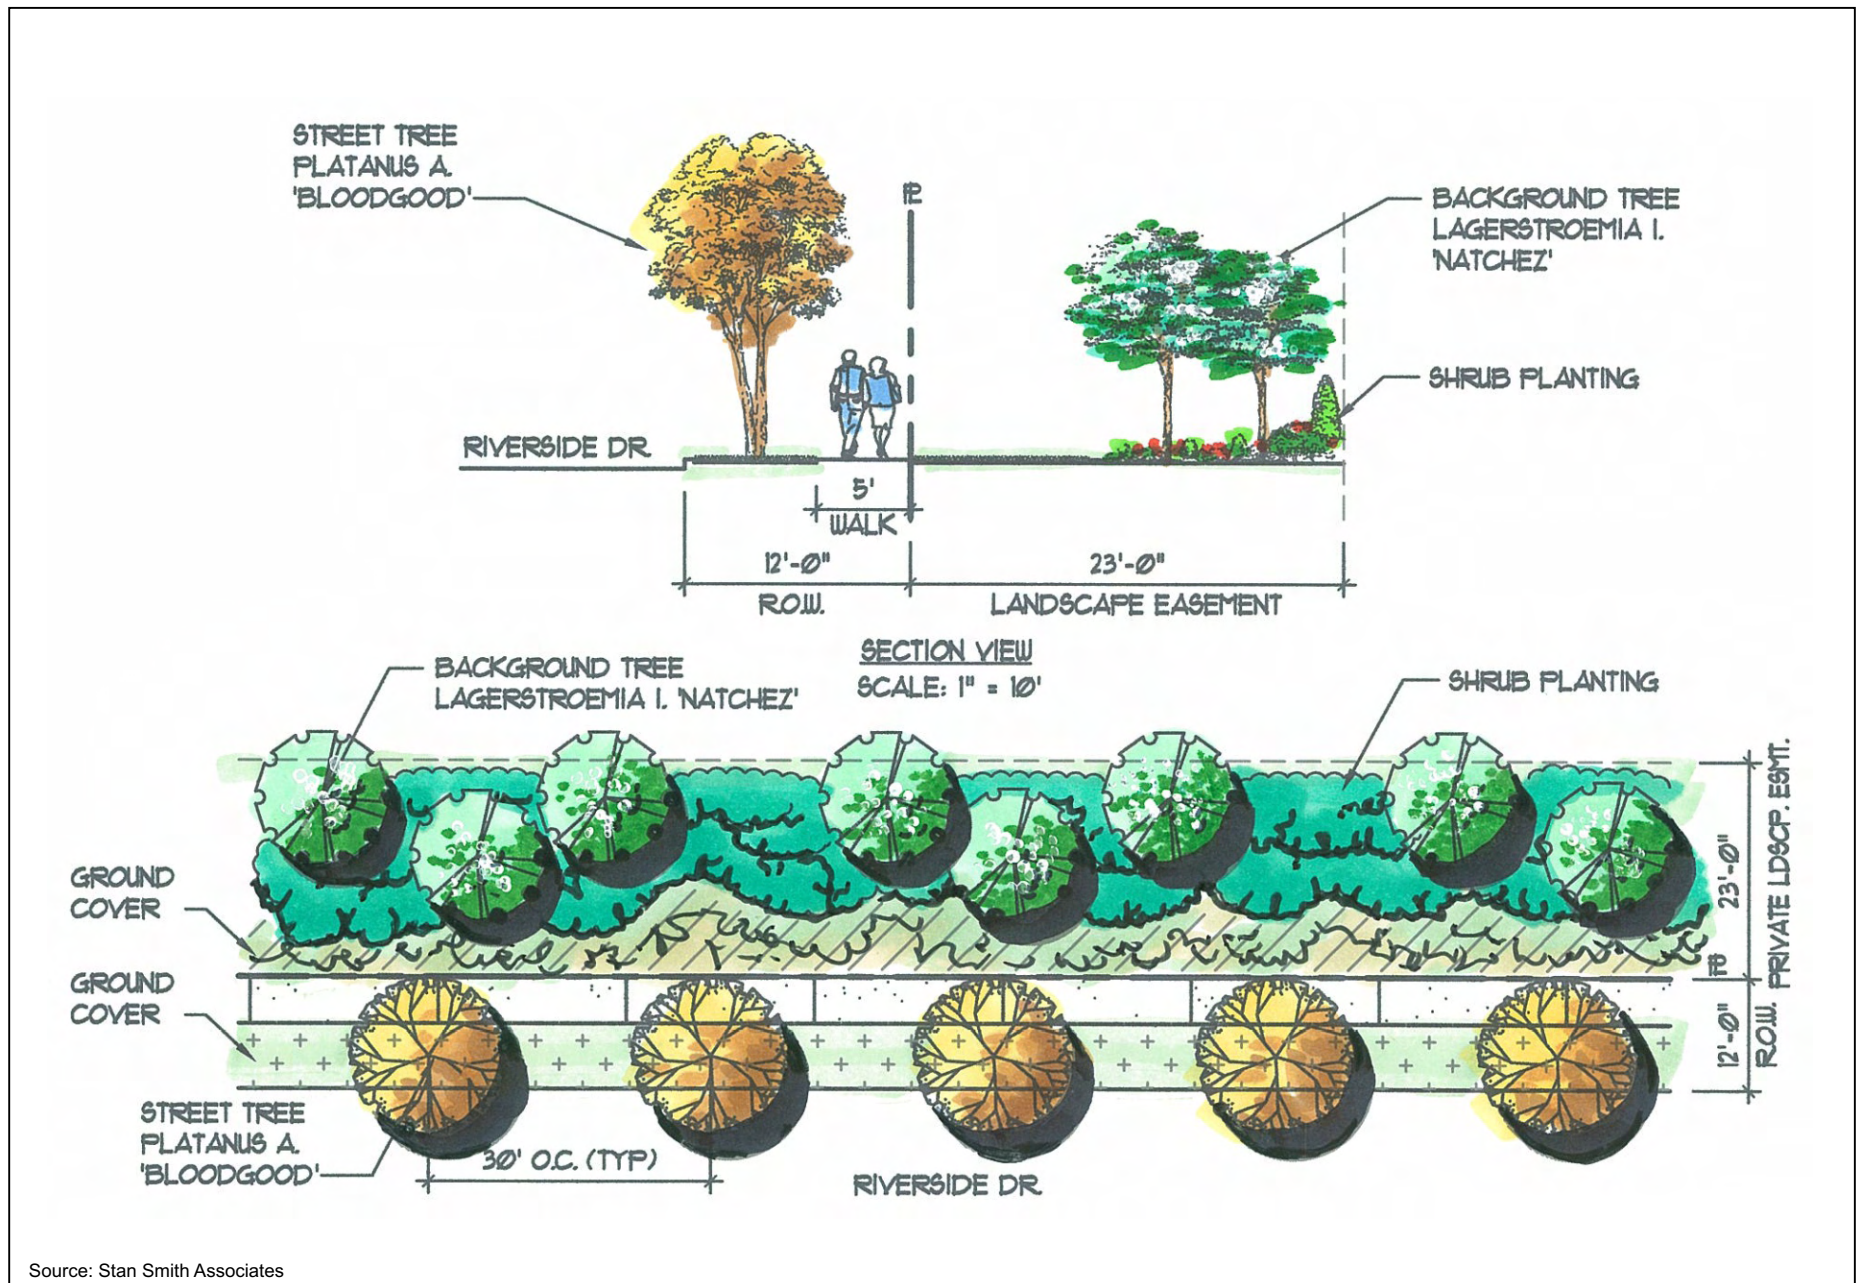 STREET TREE
PLATANUS A.
'BLOODGOOD'
PL
BACKGROUND TREE
LAGERSTROEMIA I.
'NATCHEZ'
SHRUB PLANTING
RIVERSIDE DR.
5'
WALK
12'-0"
23'-0"
R.O.W.
LANDSCAPE EASEMENT
SECTION VIEW
SCALE: 1" = 10'
BACKGROUND TREE
LAGERSTROEMIA I. 'NATCHEZ'
SHRUB PLANTING
GROUND
COVER
GROUND
COVER
23'-0"
PRIVATE LDSCP. ESMT.
PL
12'-0"
R.O.W.
STREET TREE
PLATANUS A.
'BLOODGOOD'
30' O.C. (TYP)
RIVERSIDE DR.
Source: Stan Smith Associates